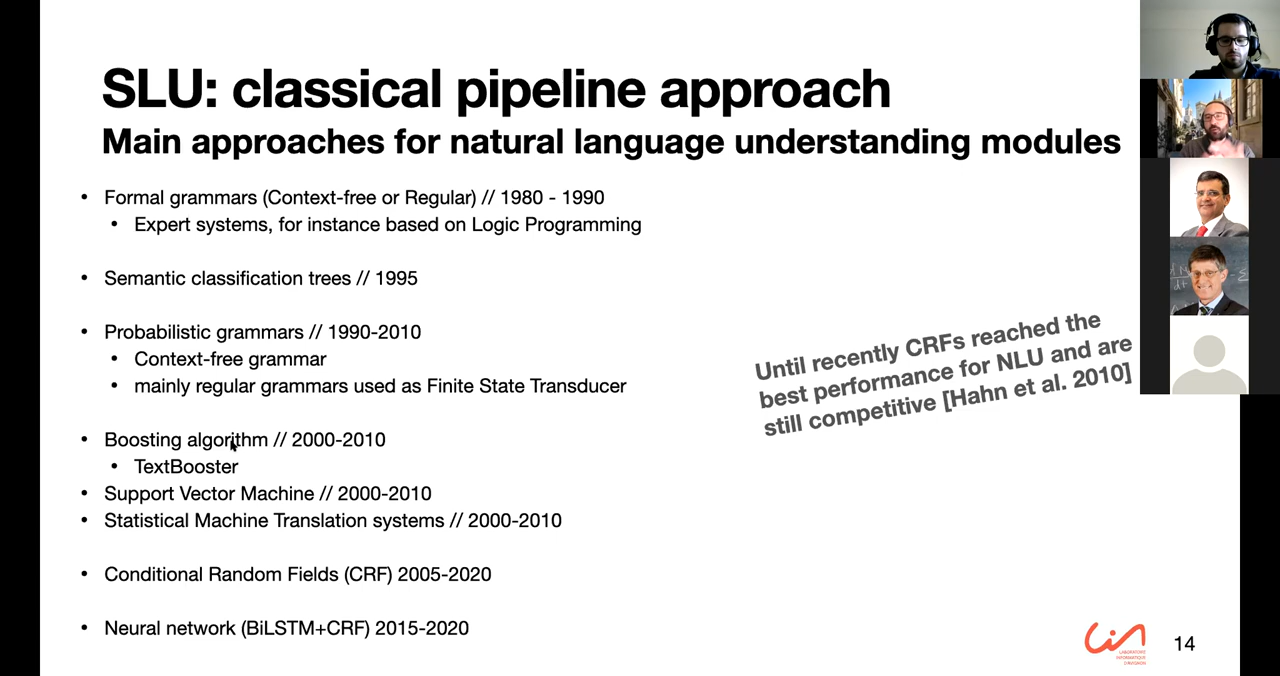 SLU: classical pipeline approach
Main approaches for natural language understanding modules
• Formal grammars (Context-free or Regular) // 1980 - 1990
• Expert systems, for instance based on Logic Programming
• Semantic classification trees // 1995
• Probabilistic grammars // 1990-2010
• Context-free grammar
• mainly regular grammars used as Finite State Transducer
Until recently CRFs reached the
best performance for NLU and are
still competitive [Hahn et al. 2010]
• Boosting algorithm // 2000-2010
• TextBooster
• Support Vector Machine // 2000-2010
• Statistical Machine Translation systems // 2000-2010
• Conditional Random Fields (CRF) 2005-2020
• Neural network (BiLSTM+CRF) 2015-2020
LABORATOIRE
INFORMATIQUE
D'AVIGNON
14